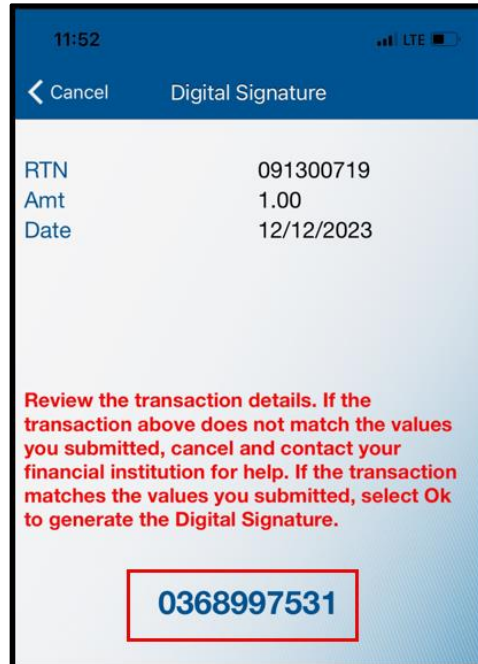 11:52
LTE
Cancel Digital Signature
RTN 091300719
Amt 1.00
Date 12/12/2023
Review the transaction details. If the
transaction above does not match the values
you submitted, cancel and contact your
financial institution for help. If the transaction
matches the values you submitted, select Ok
to generate the Digital Signature.
0368997531